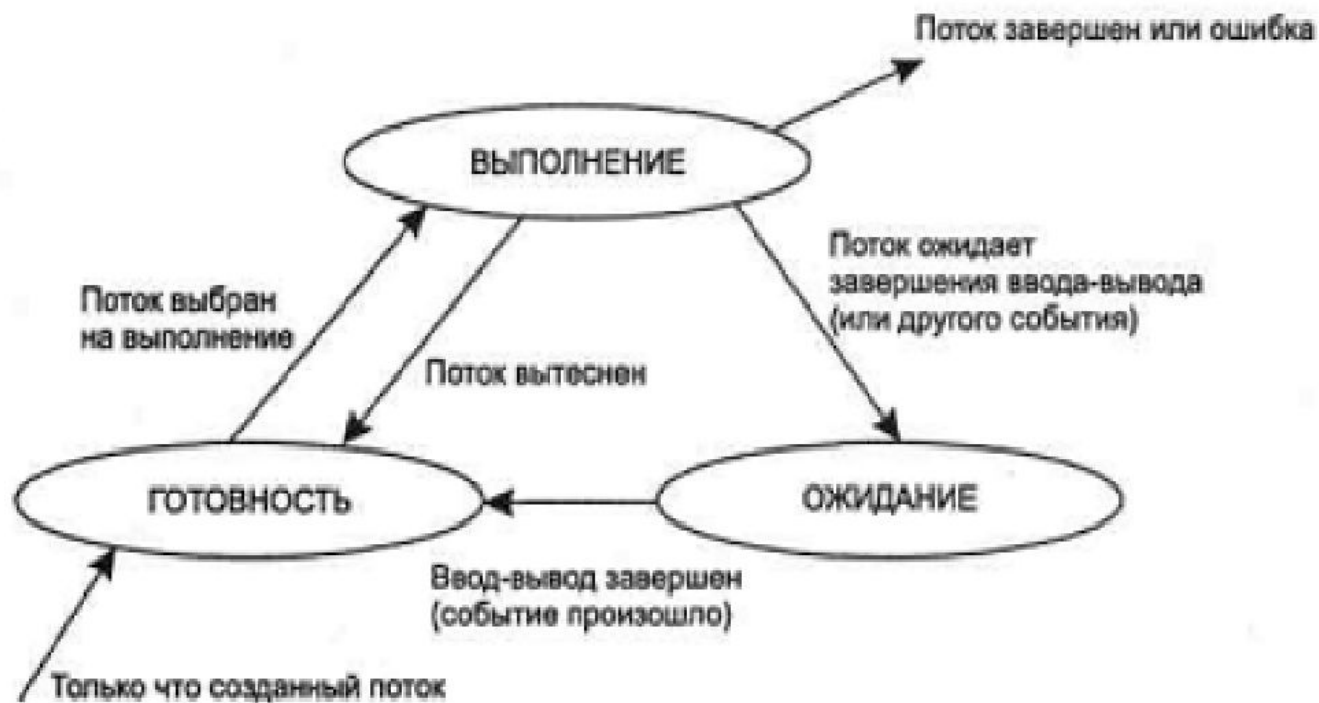 Поток завершен или ошибка
ВЫПОЛНЕНИЕ
Поток ожидает
завершения ввода-вывода
(или другого события)
Поток выбран
на выполнение
Поток вытеснен
ГОТОВНОСТЬ
ОЖИДАНИЕ
Ввод-вывод завершен
(событие произошло)
Только что созданный поток